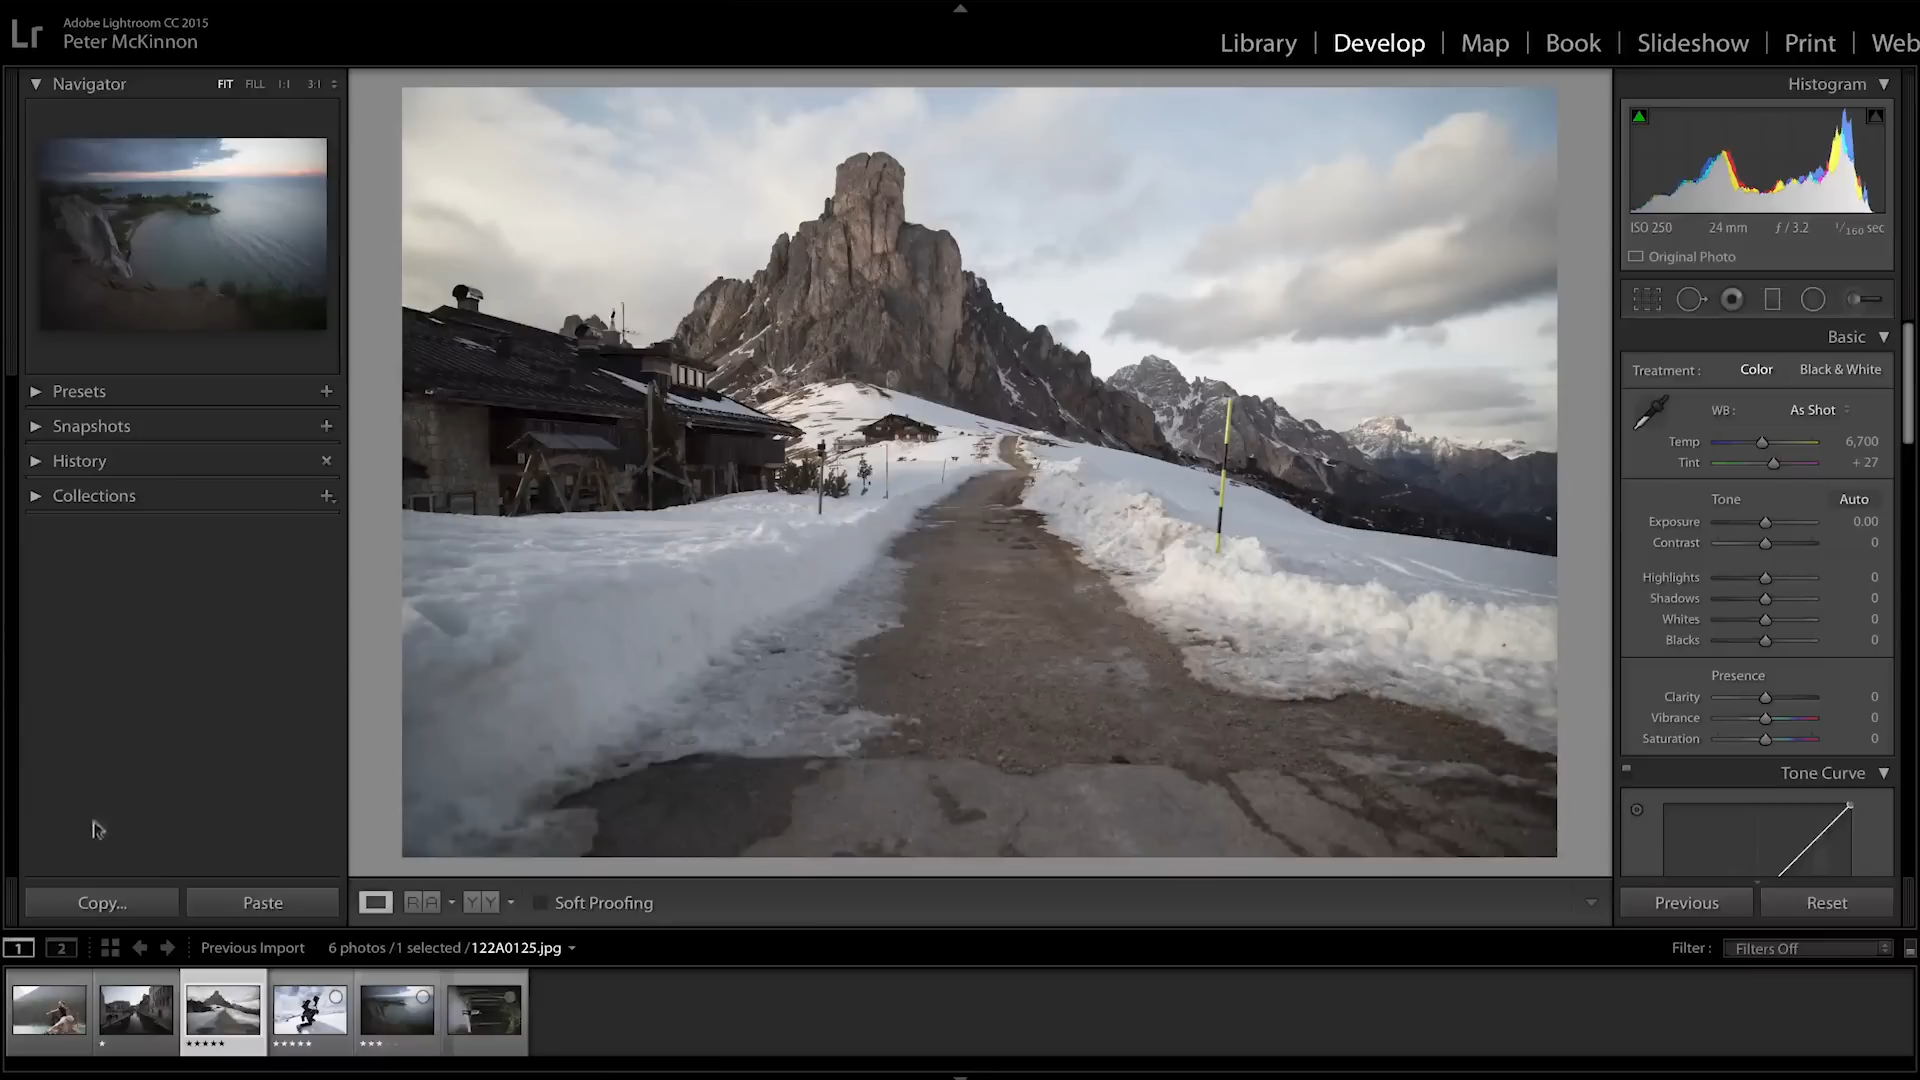 Lr
Adobe Lightroom CC 2015
Peter McKinnon
Library | Develop | Map | Book | Slideshow | Print | Web
Navigator FIT FILL 1:1 3:1
Presets
Snapshots
History
Collections
Copy... Paste
Histogram
ISO 250 24 mm ƒ / 3.2 1/160 sec
Original Photo
Basic
Treatment : Color Black & White
WB : As Shot
Temp 6,700
Tint + 27
Tone Auto
Exposure 0.00
Contrast 0
Highlights 0
Shadows 0
Whites 0
Blacks 0
Presence
Clarity 0
Vibrance 0
Saturation 0
Tone Curve
Previous Reset
R A Y Y Soft Proofing
1 2 Previous Import 6 photos / 1 selected / 122A0125.jpg Filter : Filters Off